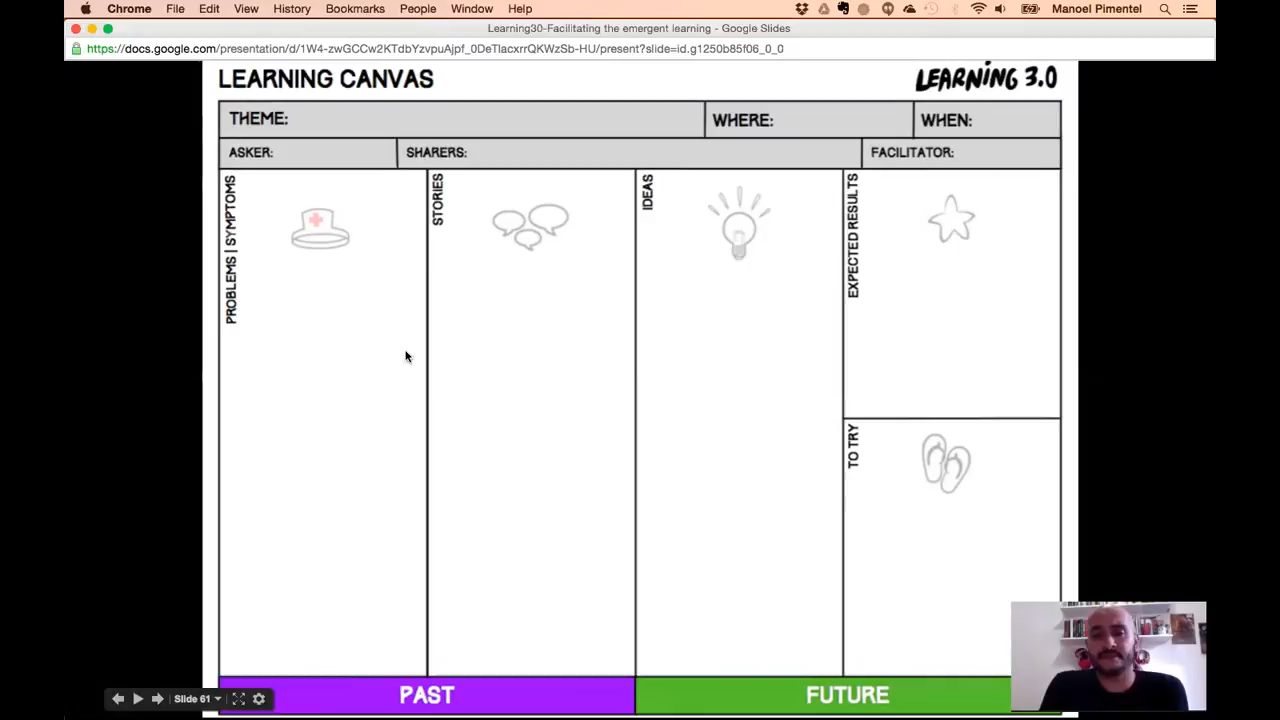 Chrome File Edit View History Bookmarks People Window Help Manoel Pimentel
Learning30-Facilitating the emergent learning - Google Slides
https://docs.google.com/presentation/d/1W4-zwGCCw2KTdbYzvpuAjpf_0DeTlacxrrQKWzSb-HU/present?slide=id.g1250b85f06_0_0
LEARNING CANVAS
LEARNING 3.0
THEME:
WHERE:
WHEN:
ASKER:
SHARERS:
FACILITATOR:
PROBLEMS | SYMPTOMS
STORIES
IDEAS
EXPECTED RESULTS
TO TRY
Slide 61
PAST
FUTURE